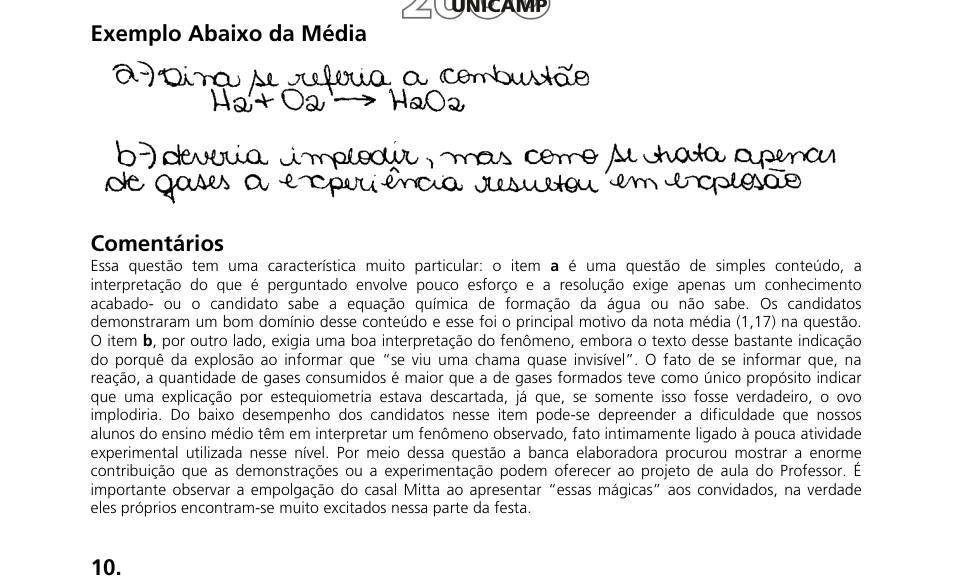 2006
UNICAMP
Exemplo Abaixo da Média
a-) Dina se referia a combustão
H2 + O2 → H2O2
b-) deveria implodir, mas como se trata apenas
de gases a experiência resultou em explosão
Comentários
Essa questão tem uma característica muito particular: o item a é uma questão de simples conteúdo, a
interpretação do que é perguntado envolve pouco esforço e a resolução exige apenas um conhecimento
acabado- ou o candidato sabe a equação química de formação da água ou não sabe. Os candidatos
demonstraram um bom domínio desse conteúdo e esse foi o principal motivo da nota média (1,17) na questão.
O item b, por outro lado, exigia uma boa interpretação do fenômeno, embora o texto desse bastante indicação
do porquê da explosão ao informar que “se viu uma chama quase invisível”. O fato de se informar que, na
reação, a quantidade de gases consumidos é maior que a de gases formados teve como único propósito indicar
que uma explicação por estequiometria estava descartada, já que, se somente isso fosse verdadeiro, o ovo
implodiria. Do baixo desempenho dos candidatos nesse item pode-se depreender a dificuldade que nossos
alunos do ensino médio têm em interpretar um fenômeno observado, fato intimamente ligado à pouca atividade
experimental utilizada nesse nível. Por meio dessa questão a banca elaboradora procurou mostrar a enorme
contribuição que as demonstrações ou a experimentação podem oferecer ao projeto de aula do Professor. É
importante observar a empolgação do casal Mitta ao apresentar “essas mágicas” aos convidados, na verdade
eles próprios encontram-se muito excitados nessa parte da festa.
10.